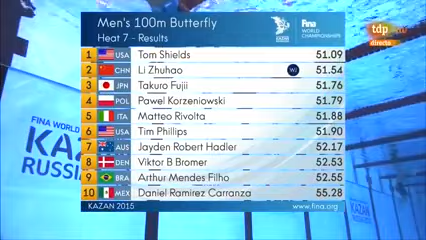 Men's 100m Butterfly
Heat 7 - Results
fina
WORLD
CHAMPIONSHIPS
KAZAN
tdp
directo
1 USA Tom Shields 51.09
2 CHN Li Zhuhao WJ 51.54
3 JPN Takuro Fujii 51.76
4 POL Pawel Korzeniowski 51.79
5 ITA Matteo Rivolta 51.88
6 USA Tim Phillips 51.90
7 AUS Jayden Robert Hadler 52.17
8 DEN Viktor B Bromer 52.53
9 BRA Arthur Mendes Filho 52.55
10 MEX Daniel Ramirez Carranza 55.28
KAZAN 2015 www.fina.org
FINA WORLD
KAZAN
RUSSIA